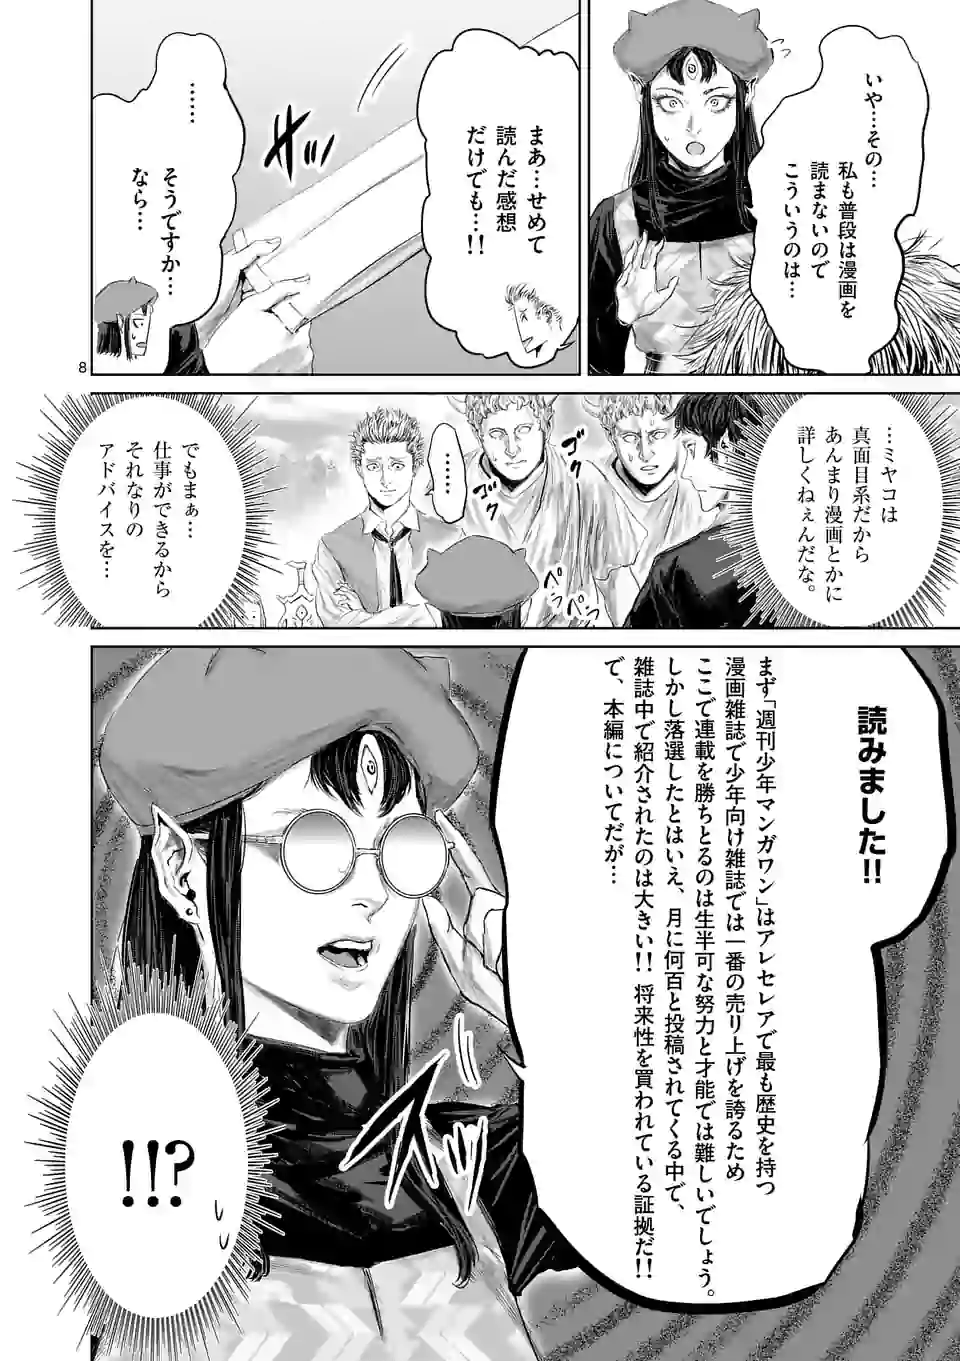 いや…その…
私も普段は漫画を
読まないので
こういうのは…
まあ…せめて
読んだ感想
だけでも…!!
ガッ
……
そうですか…
なら…
8
…ミヤコは
真面目系だから
あんまり漫画とかに
詳しくねぇんだな。
ゴク
ゴク
……
ペラ
ペラ
でもまぁ…
仕事ができるから
それなりの
アドバイスを…
読みました!!
まず「週刊少年マンガワン」はアレセレアで最も歴史を持つ
漫画雑誌で少年向け雑誌では一番の売り上げを誇るため
ここで連載を勝ちとるのは生半可な努力と才能では難しいでしょう。
しかし落選したとはいえ、月に何百と投稿されてくる中で、
雑誌中で紹介されたのは大きい!! 将来性を買われている証拠だ!!
で、本編についてだが…
!!?